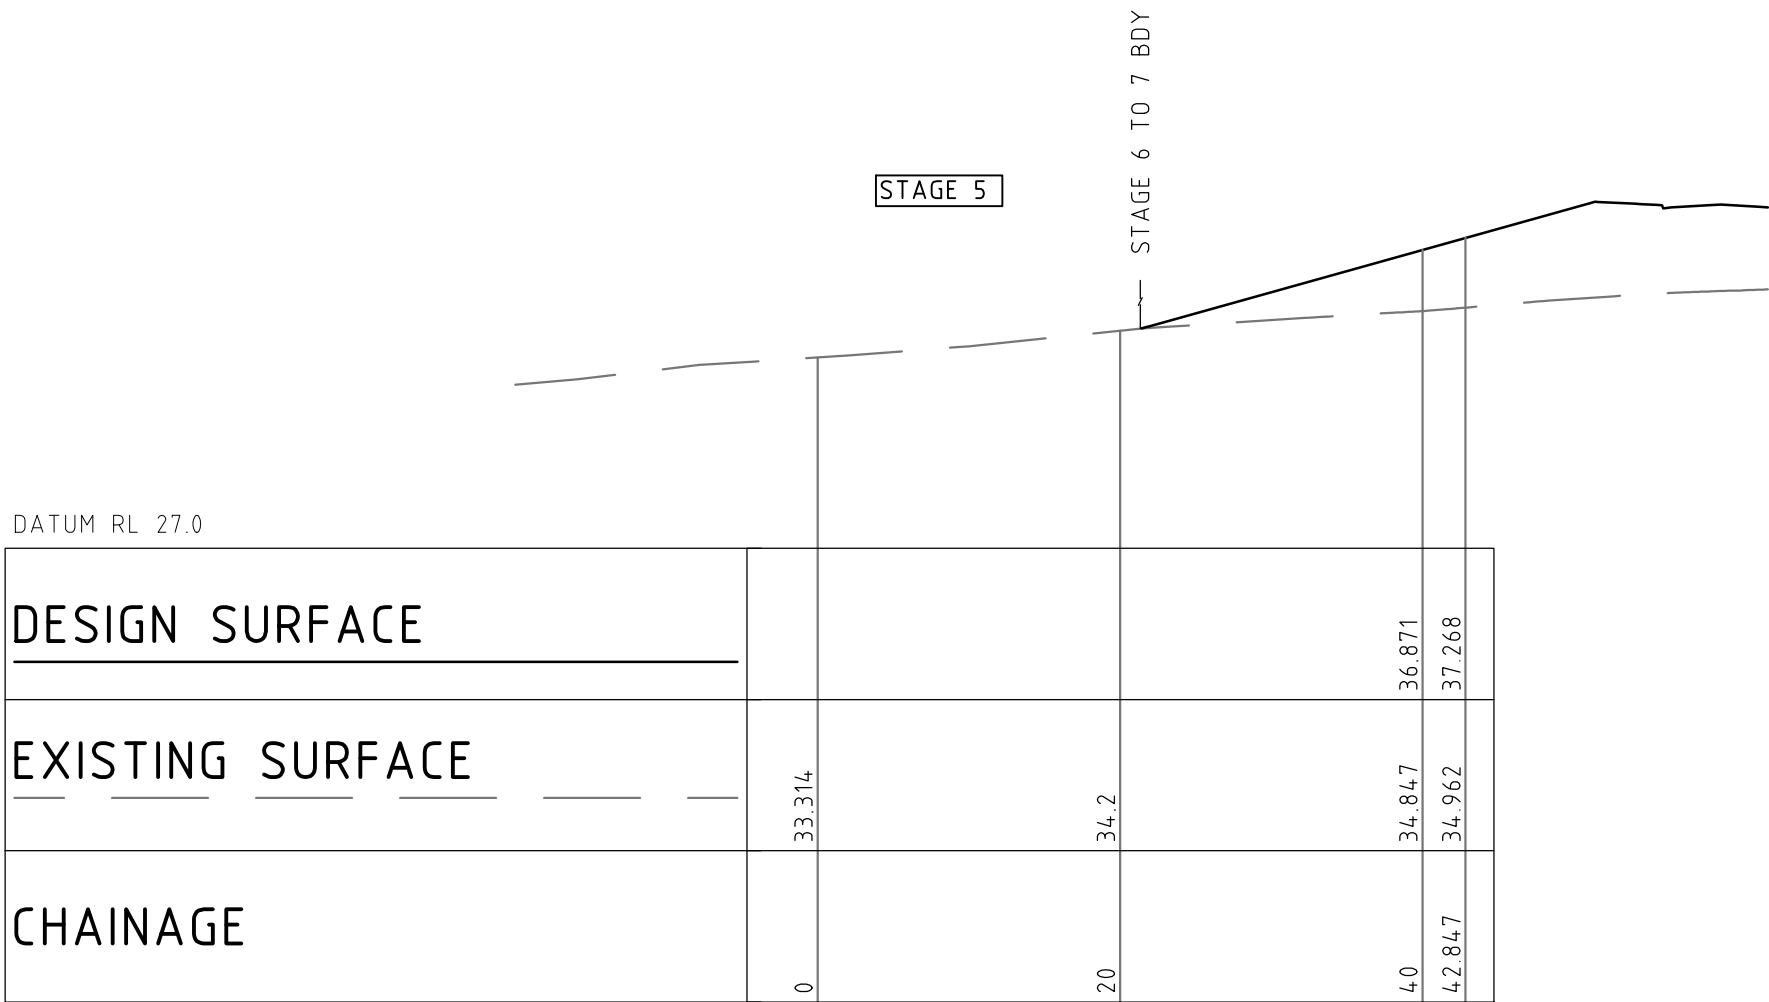 STAGE 6 TO 7 BDY
STAGE 5
DATUM RL 27.0
DESIGN SURFACE
36.871
37.268
EXISTING SURFACE
33.314
34.2
34.847
34.962
CHAINAGE
0
20
40
42.847